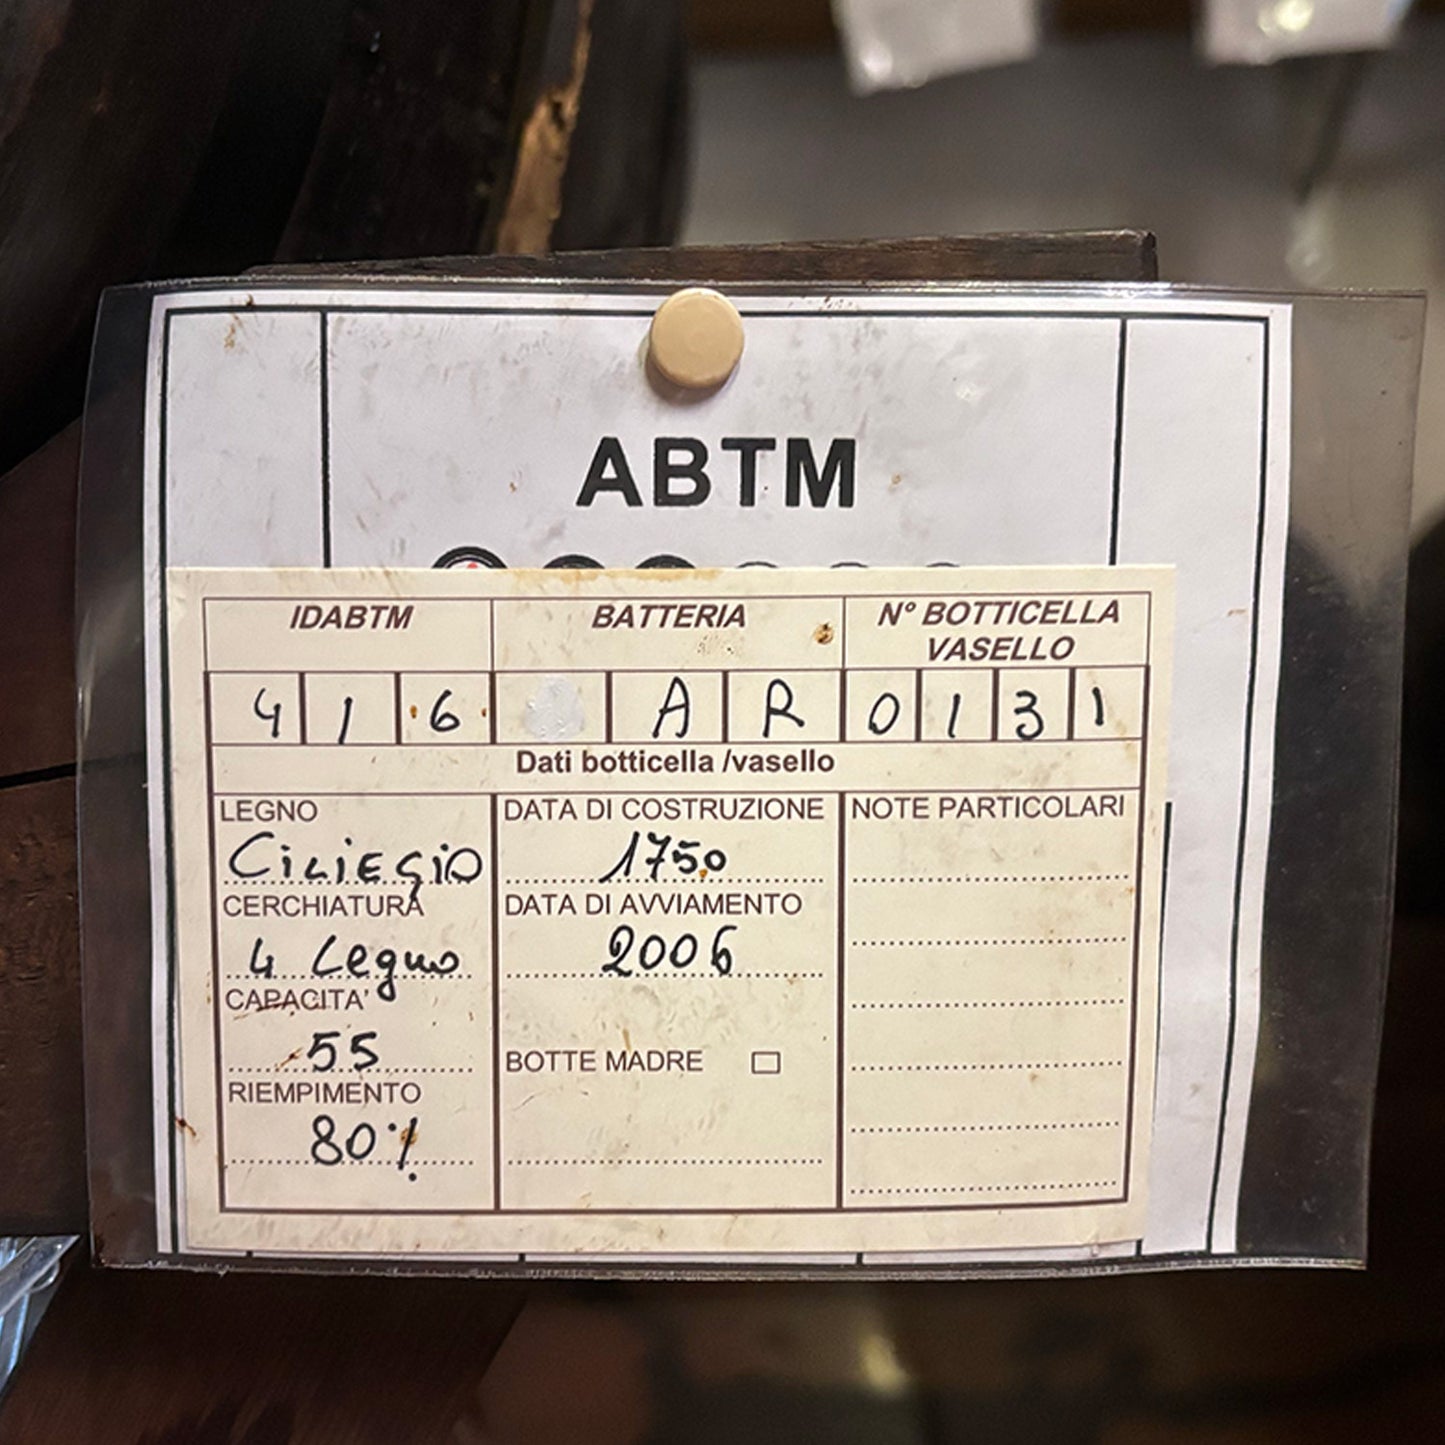 ABTM
IDABTM BATTERIA N° BOTTICELLA
VASELLO
4 1 6 A R 0 1 3 1
Dati botticella /vasello
LEGNO DATA DI COSTRUZIONE NOTE PARTICOLARI
CiLiEgiO 1750
CERCHIATURA DATA DI AVVIAMENTO
4 Legno 2006
CAPACITA'
55
BOTTE MADRE
RIEMPIMENTO
80%